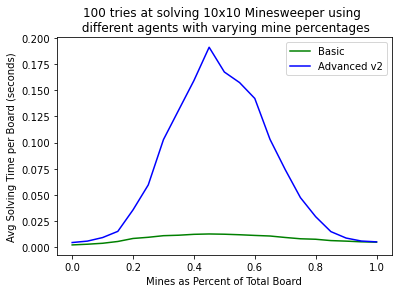 100 tries at solving 10x10 Minesweeper using
different agents with varying mine percentages
Avg Solving Time per Board (seconds)
0.200
0.175
0.150
0.125
0.100
0.075
0.050
0.025
0.000
Basic
Advanced v2
0.0 0.2 0.4 0.6 0.8 1.0
Mines as Percent of Total Board